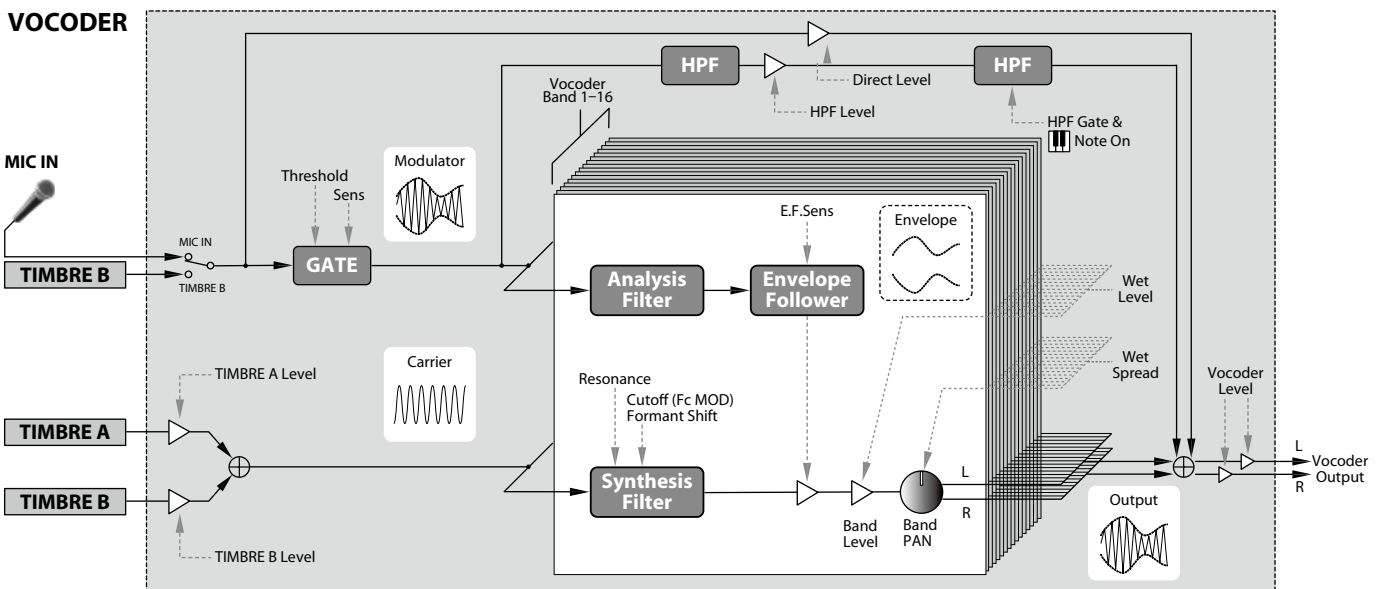 VOCODER
HPF
HPF
Direct Level
HPF Level
HPF Gate &
Note On
Vocoder
Band 1–16
MIC IN
Modulator
Threshold
Sens
E.F.Sens
Envelope
MIC IN
TIMBRE B
TIMBRE B
GATE
Analysis
Filter
Envelope
Follower
Wet
Level
Carrier
TIMBRE A Level
Resonance
Cutoff (Fc MOD)
Formant Shift
Wet
Spread
Vocoder
Level
TIMBRE A
TIMBRE B
Synthesis
Filter
L
R
L
R
Vocoder
Output
Band
Level
Band
PAN
Output
TIMBRE B Level